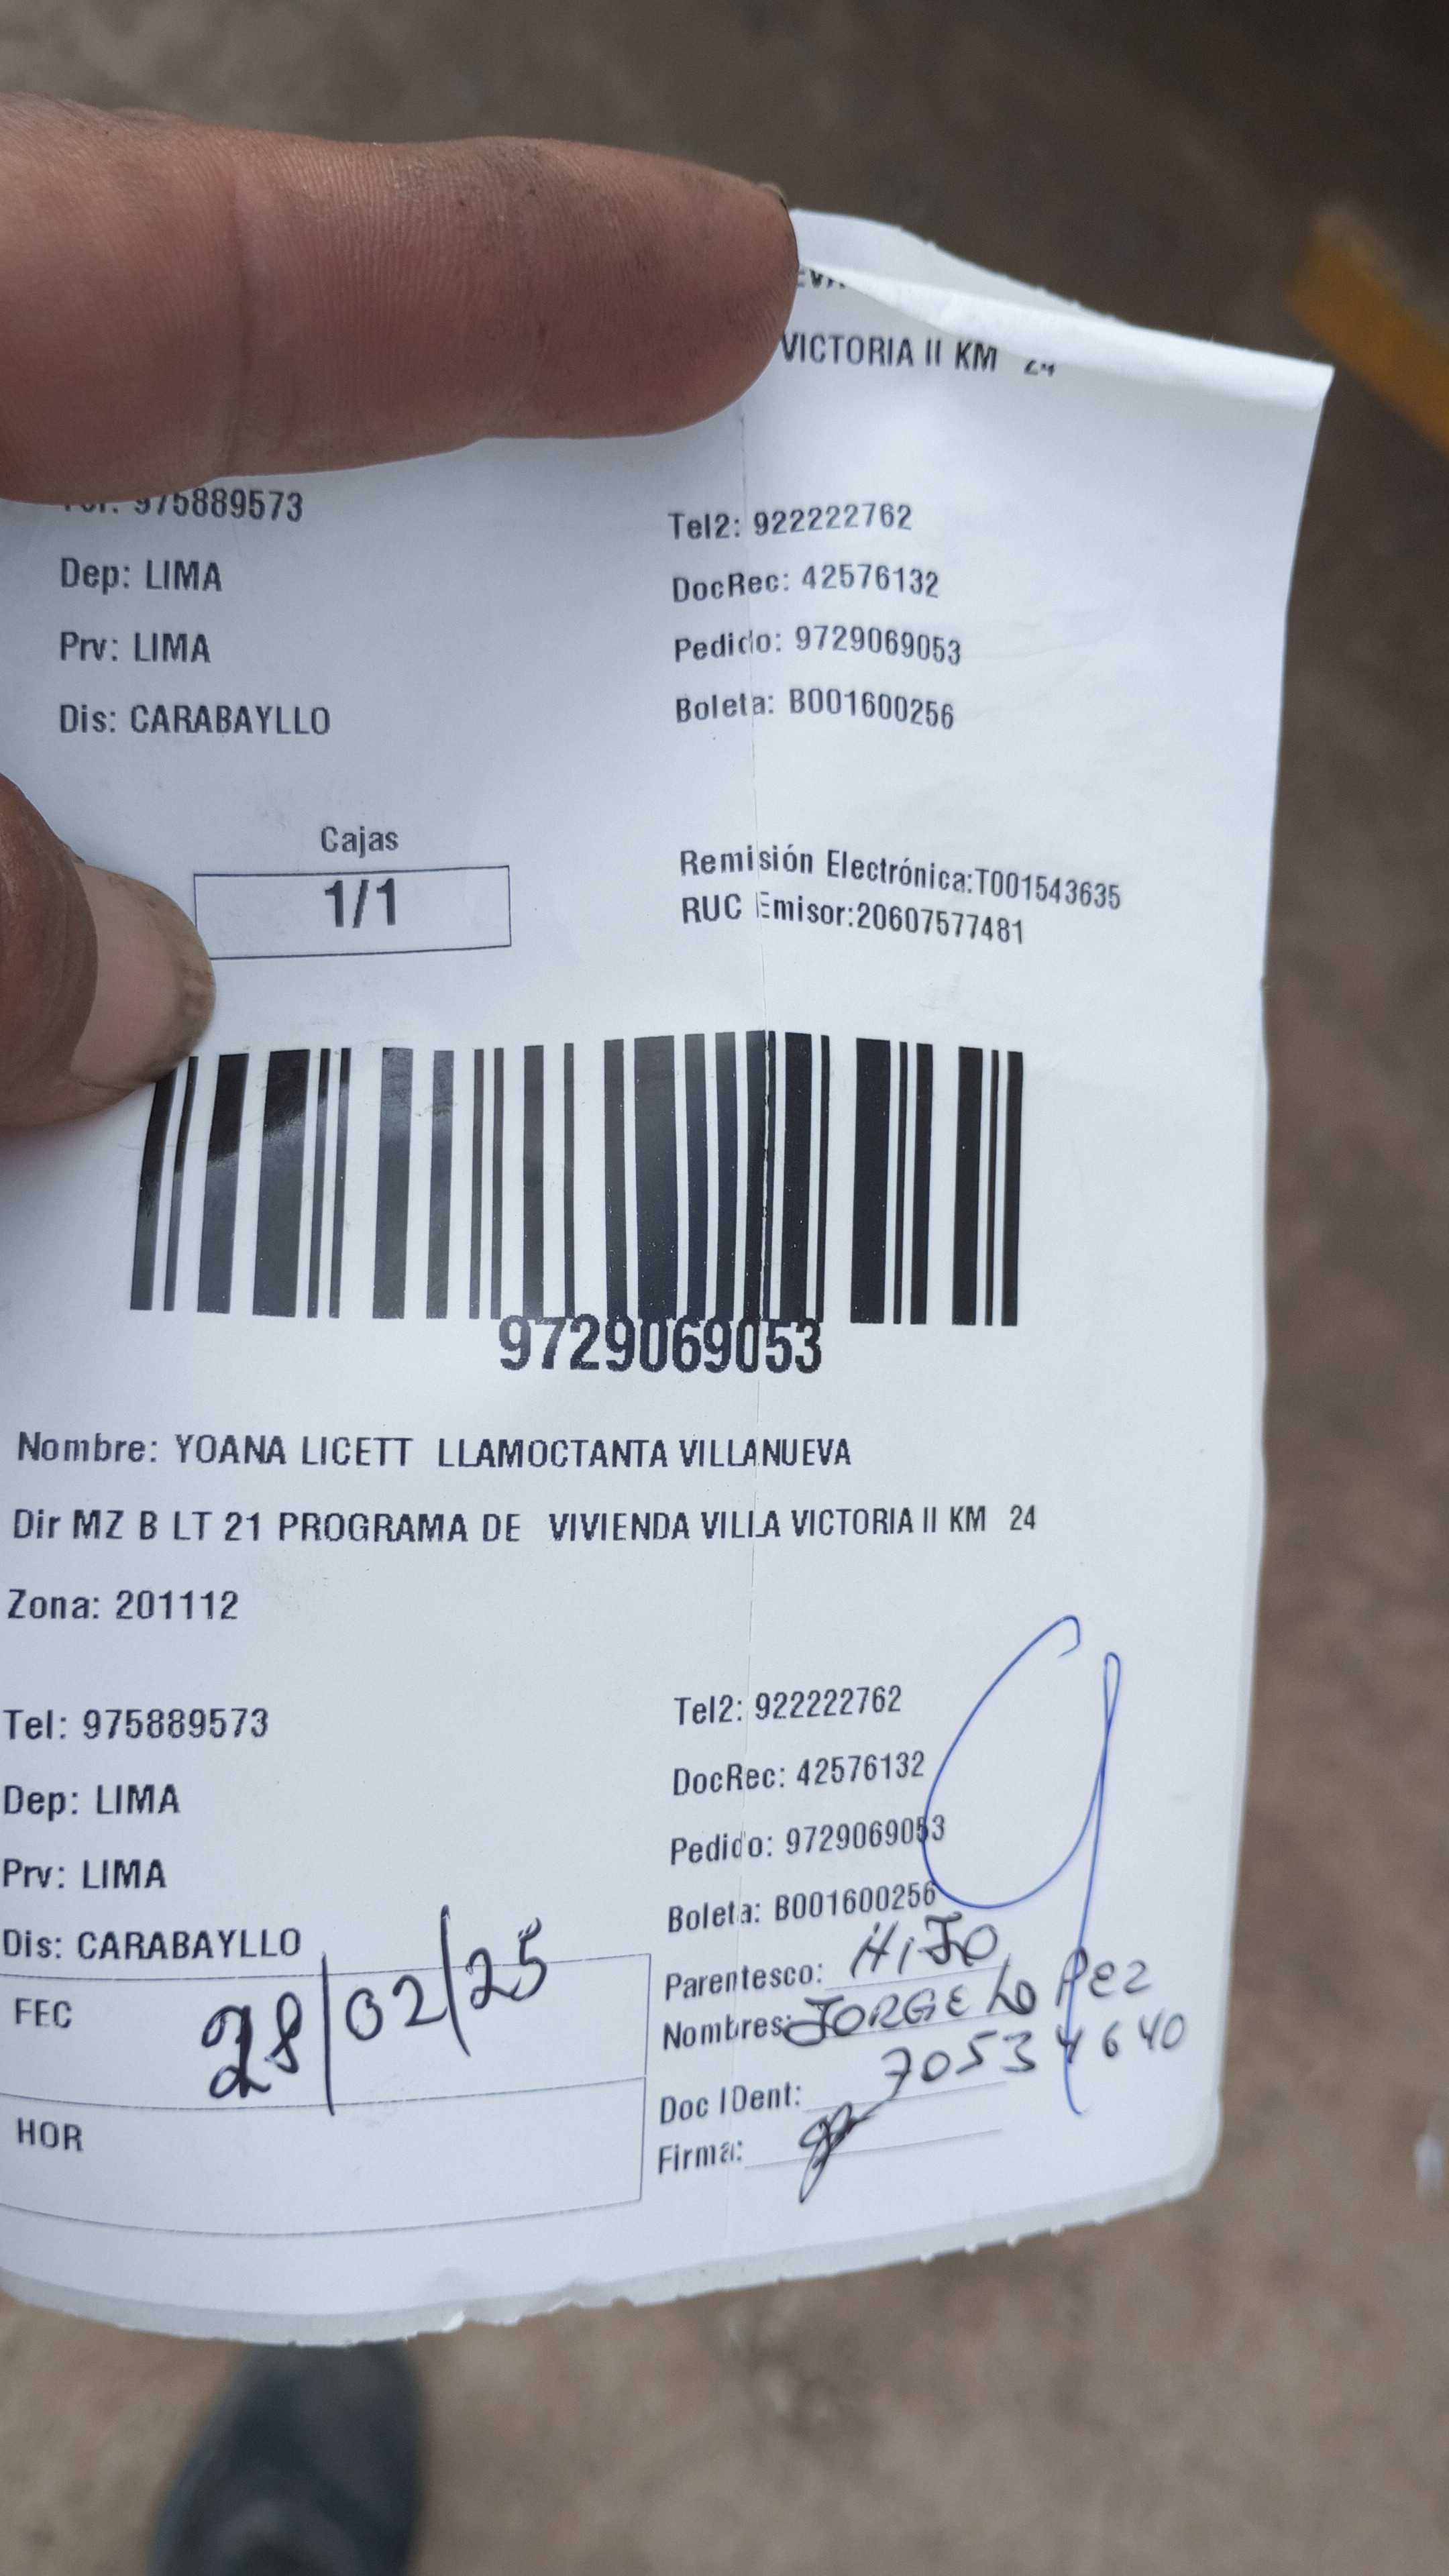 VICTORIA II KM 24
Tel: 975889573
Tel2: 922222762
Dep: LIMA
DocRec: 42576132
Prv: LIMA
Pedido: 9729069053
Dis: CARABAYLLO
Boleta: B001600256
Cajas
1/1
Remisión Electrónica:T001543635
RUC Emisor:20607577481
9729069053
Nombre: YOANA LICETT LLAMOCTANTA VILLANUEVA
Dir MZ B LT 21 PROGRAMA DE VIVIENDA VILLA VICTORIA II KM 24
Zona: 201112
Tel: 975889573
Tel2: 922222762
Dep: LIMA
DocRec: 42576132
Prv: LIMA
Pedido: 9729069053
Dis: CARABAYLLO
Boleta: B001600256
FEC 28/02/25
Parentesco: HIJO
Nombres: JORGE LOPEZ
Doc IDent: 70534640
HOR
Firma: